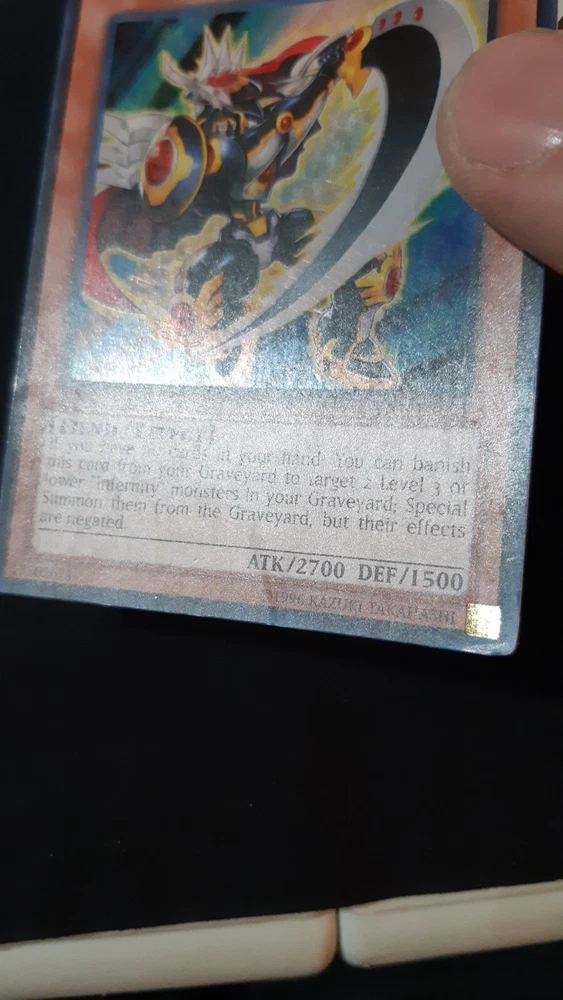 If you have no cards in your hand: You can banish
this card from your Graveyard to target 2 Level 3 or
lower "Infernity" monsters in your Graveyard; Special
Summon them from the Graveyard, but their effects
are negated.
ATK/2700 DEF/1500
1996 KAZUKI TAKAHASHI